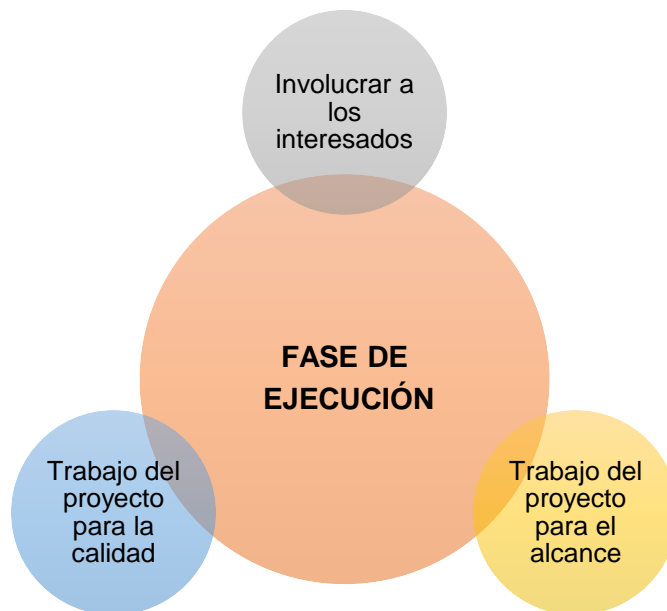 Involucrar a
los
interesados
FASE DE
EJECUCIÓN
Trabajo del
proyecto
para la
calidad
Trabajo del
proyecto
para el
alcance